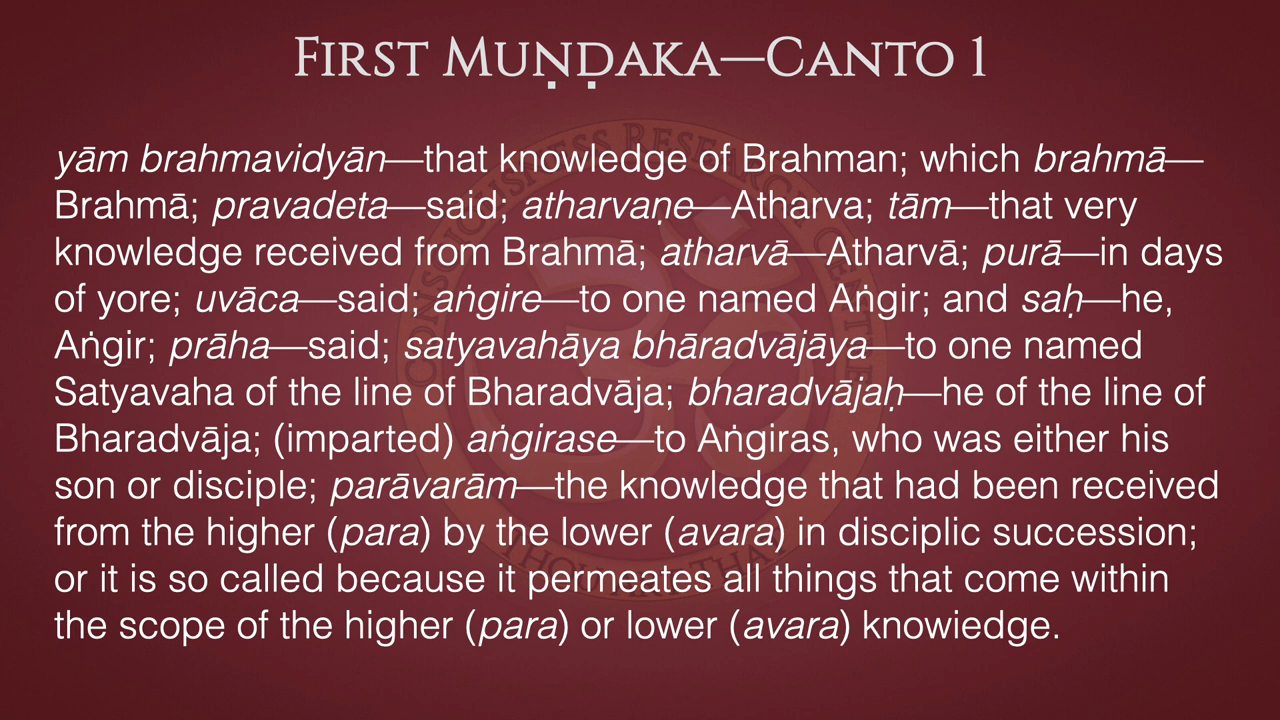 First Muṇḍaka—Canto 1
yām brahmavidyān—that knowledge of Brahman; which brahmā—
Brahmā; pravadeta—said; atharvaṇe—Atharva; tām—that very
knowledge received from Brahmā; atharvā—Atharvā; purā—in days
of yore; uvāca—said; aṅgire—to one named Aṅgir; and saḥ—he,
Aṅgir; prāha—said; satyavahāya bhāradvājāya—to one named
Satyavaha of the line of Bharadvāja; bharadvājaḥ—he of the line of
Bharadvāja; (imparted) aṅgirase—to Aṅgiras, who was either his
son or disciple; parāvarām—the knowledge that had been received
from the higher (para) by the lower (avara) in disciplic succession;
or it is so called because it permeates all things that come within
the scope of the higher (para) or lower (avara) knowiedge.